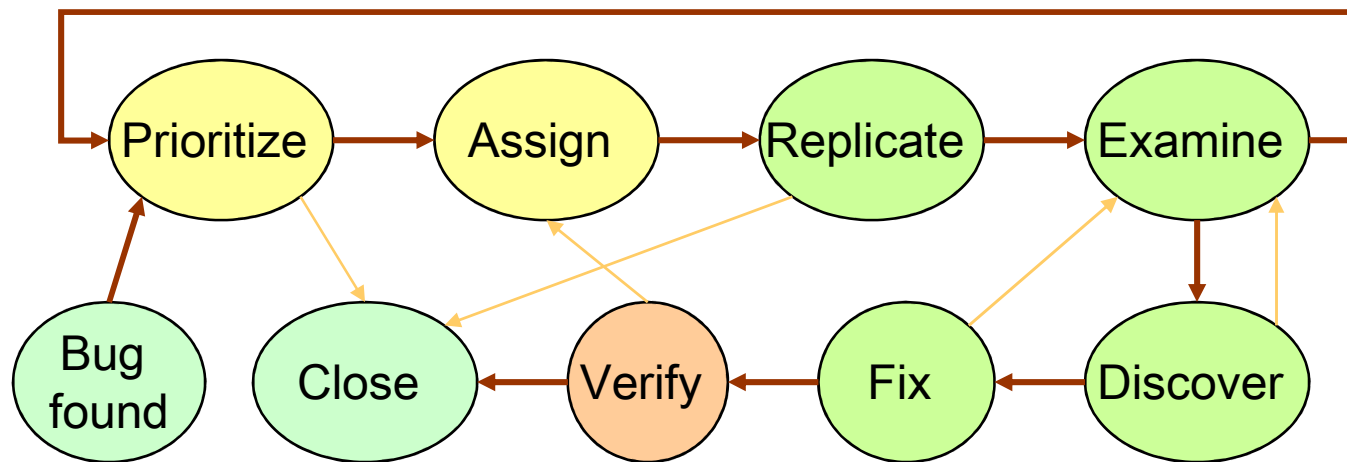 Prioritize
Assign
Replicate
Examine
Bug
found
Close
Verify
Fix
Discover